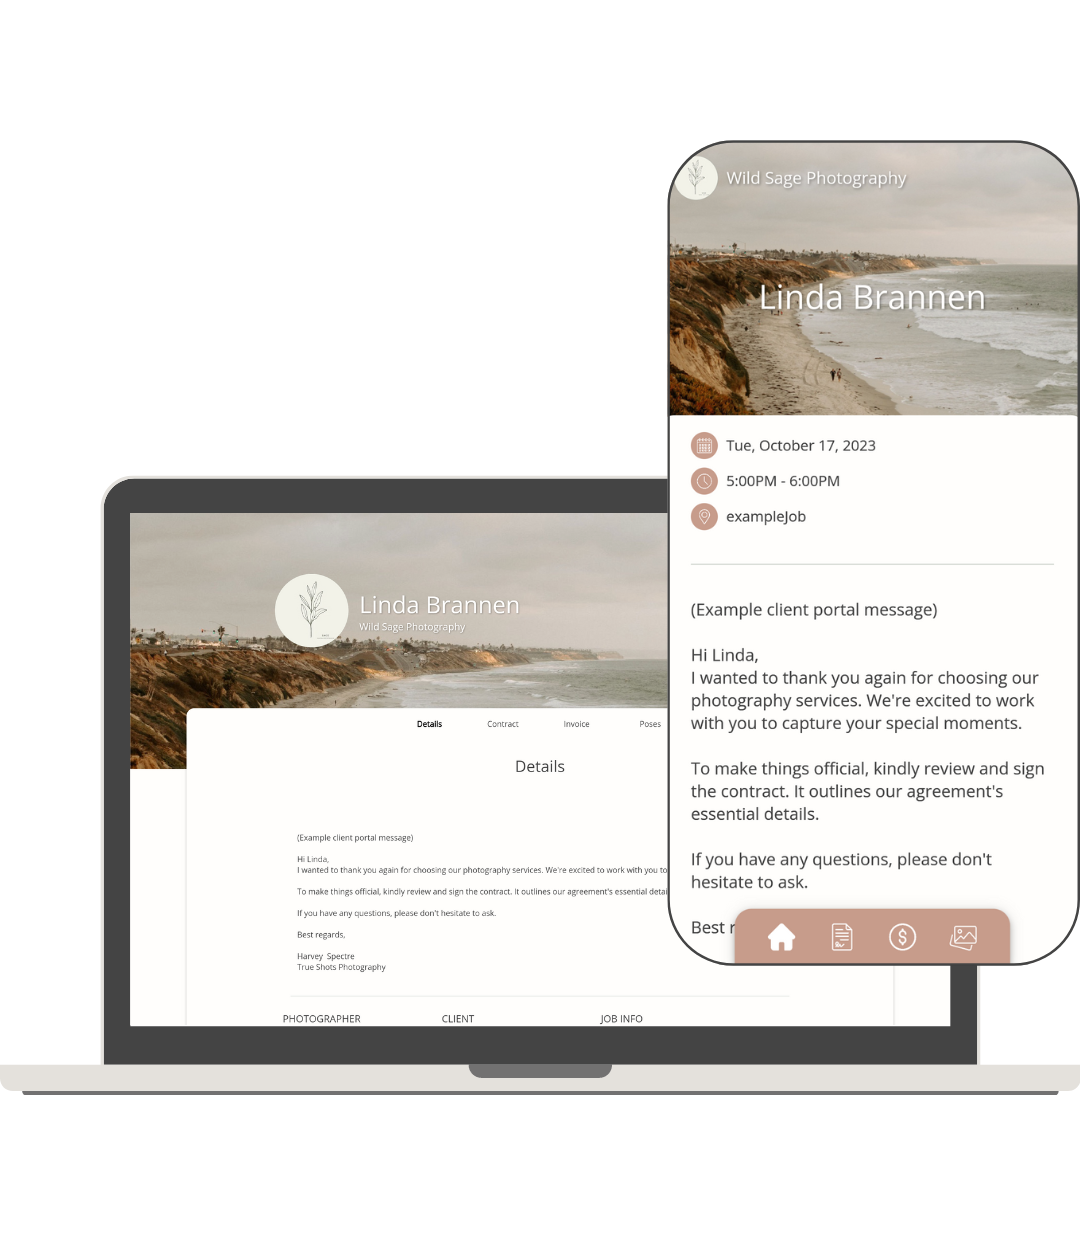 Wild Sage Photography
Linda Brannen
Tue, October 17, 2023
5:00PM - 6:00PM
exampleJob
(Example client portal message)
Hi Linda,
I wanted to thank you again for choosing our
photography services. We're excited to work
with you to capture your special moments.
To make things official, kindly review and sign
the contract. It outlines our agreement's
essential details.
If you have any questions, please don't
hesitate to ask.
Best
Linda Brannen
Wild Sage Photography
Details Contract Invoice Poses
Details
(Example client portal message)
Hi Linda,
I wanted to thank you again for choosing our photography services. We're excited to work with you to
To make things official, kindly review and sign the contract. It outlines our agreement's essential
If you have any questions, please don't hesitate to ask.
Best regards,
Harvey Spectre
True Shots Photography
PHOTOGRAPHER CLIENT JOB INFO